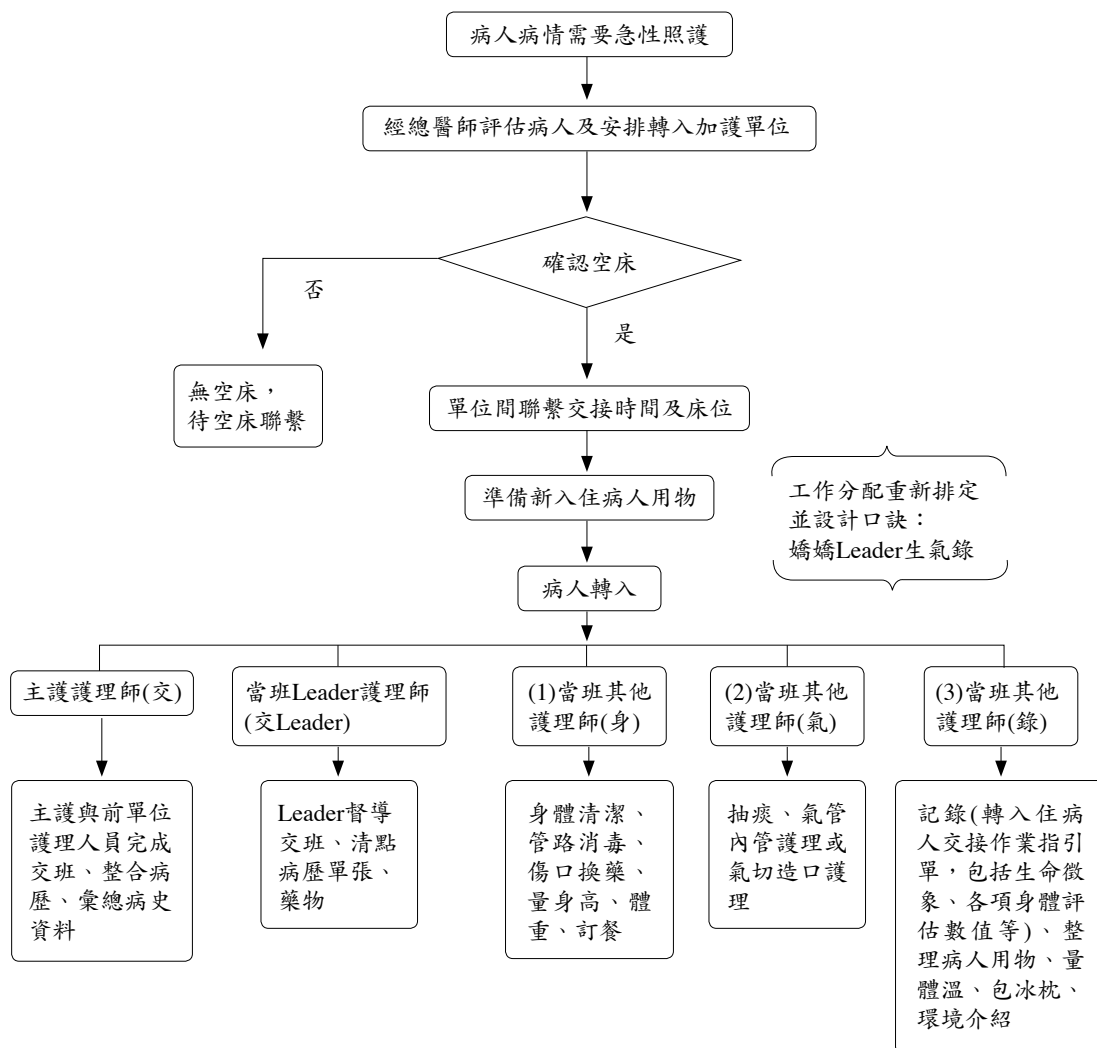 病人病情需要急性照護
經總醫師評估病人及安排轉入加護單位
確認空床
否
是
無空床，
待空床聯繫
單位間聯繫交接時間及床位
準備新入住病人用物
工作分配重新排定
並設計口訣：
嬌嬌Leader生氣錄
病人轉入
主護護理師(交)
當班Leader護理師
(交Leader)
(1)當班其他
護理師(身)
(2)當班其他
護理師(氣)
(3)當班其他
護理師(錄)
主護與前單位
護理人員完成
交班、整合病
歷、彙總病史
資料
Leader督導
交班、清點
病歷單張、
藥物
身體清潔、
管路消毒、
傷口換藥、
量身高、體
重、訂餐
抽痰、氣管
內管護理或
氣切造口護
理
記錄(轉入住病
人交接作業指引
單，包括生命徵
象、各項身體評
估數值等)、整
理病人用物、量
體溫、包冰枕、
環境介紹